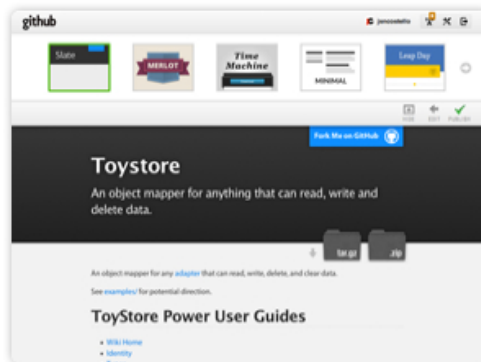 github
Slate
MERLOT
Time
Machine
MINIMAL
Leap Day
EDIT
PUBLISH
Fork Me on GitHub
Toystore
An object mapper for anything that can read, write and
delete data.
tar.gz
.zip
An object mapper for any adapter that can read, write, delete, and clear data.
See examples/ for potential direction.
ToyStore Power User Guides
Wiki Home
Identity